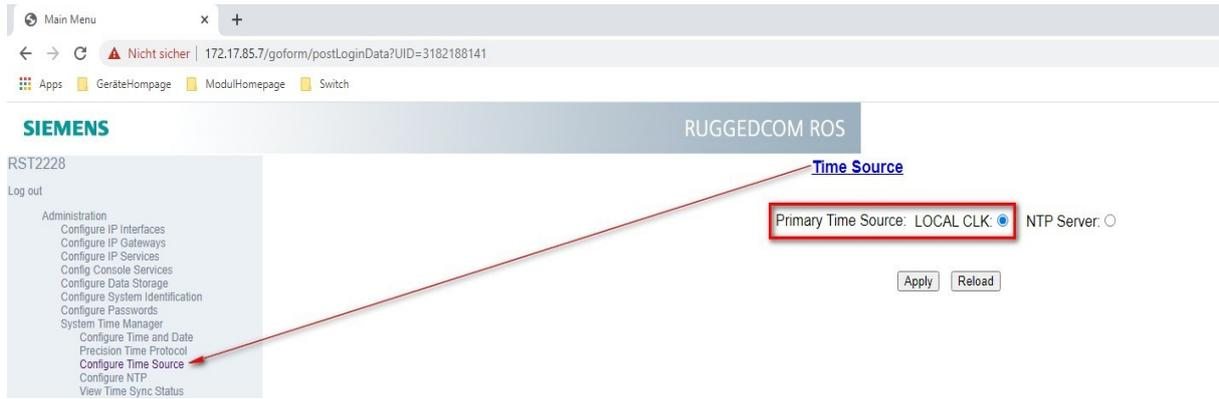 Main Menu x +
Nicht sicher 172.17.85.7/goform/postLoginData?UID=3182188141
Apps GeräteHompage ModulHomepage Switch
SIEMENS RUGGEDCOM ROS
RST2228
Time Source
Log out
Primary Time Source: LOCAL CLK: NTP Server:
Apply Reload
Administration
Configure IP Interfaces
Configure IP Gateways
Configure IP Services
Config Console Services
Configure Data Storage
Configure System Identification
Configure Passwords
System Time Manager
Configure Time and Date
Precision Time Protocol
Configure Time Source
Configure NTP
View Time Sync Status